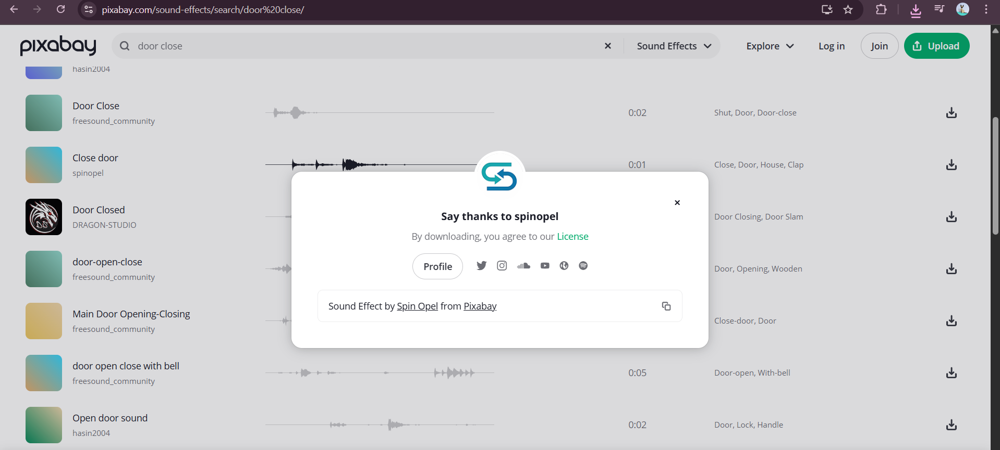 pixabay.com/sound-effects/search/door%20close/
pixabay
door close
Sound Effects
Explore
Log in
Join
Upload
hasin2004
Door Close
freesound_community
0:02
Shut, Door, Door-close
Close door
spinopel
0:01
Close, Door, House, Clap
Door Closed
DRAGON-STUDIO
DS
Door Closing, Door Slam
door-open-close
freesound_community
Door, Opening, Wooden
Main Door Opening-Closing
freesound_community
Close-door, Door
door open close with bell
freesound_community
0:05
Door-open, With-bell
Open door sound
hasin2004
0:02
Door, Lock, Handle
Say thanks to spinopel
By downloading, you agree to our License
Profile
Sound Effect by Spin Opel from Pixabay